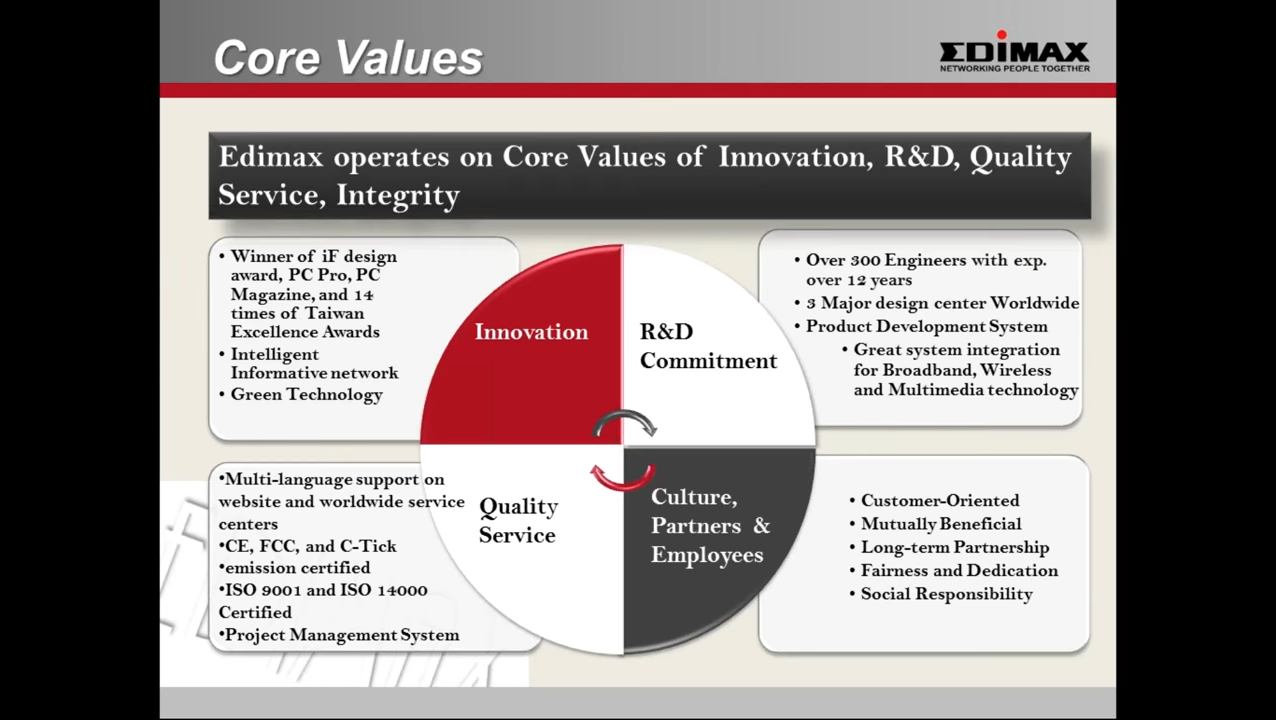 Core Values
EDIMAX
NETWORKING PEOPLE TOGETHER
Edimax operates on Core Values of Innovation, R&D, Quality
Service, Integrity
• Winner of iF design
award, PC Pro, PC
Magazine, and 14
times of Taiwan
Excellence Awards
• Intelligent
Informative network
• Green Technology
Innovation
R&D
Commitment
• Over 300 Engineers with exp.
over 12 years
• 3 Major design center Worldwide
• Product Development System
• Great system integration
for Broadband, Wireless
and Multimedia technology
•Multi-language support on
website and worldwide service
centers
•CE, FCC, and C-Tick
•emission certified
•ISO 9001 and ISO 14000
Certified
•Project Management System
Quality
Service
Culture,
Partners &
Employees
• Customer-Oriented
• Mutually Beneficial
• Long-term Partnership
• Fairness and Dedication
• Social Responsibility